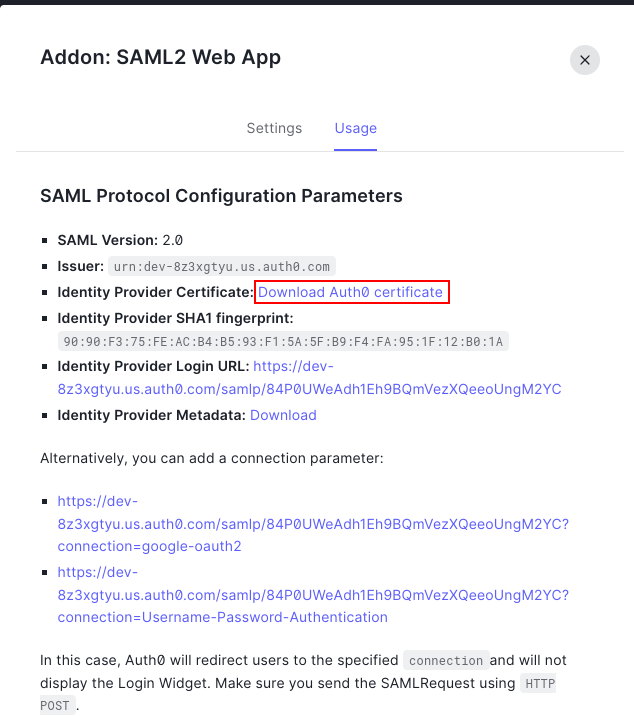 Addon: SAML2 Web App
Settings
Usage
SAML Protocol Configuration Parameters
SAML Version: 2.0
Issuer: urn:dev-8z3xgtyu.us.auth0.com
Identity Provider Certificate: Download Auth0 certificate
Identity Provider SHA1 fingerprint:
90:90:F3:75:FE:AC:B4:B5:93:F1:5A:5F:B9:F4:FA:95:1F:12:B0:1A
Identity Provider Login URL: https://dev-
8z3xgtyu.us.auth0.com/samlp/84P0UWeAdh1Eh9BQmVezXQeeoUngM2YC
Identity Provider Metadata: Download
Alternatively, you can add a connection parameter:
https://dev-
8z3xgtyu.us.auth0.com/samlp/84P0UWeAdh1Eh9BQmVezXQeeoUngM2YC?
connection=google-oauth2
https://dev-
8z3xgtyu.us.auth0.com/samlp/84P0UWeAdh1Eh9BQmVezXQeeoUngM2YC?
connection=Username-Password-Authentication
In this case, Auth0 will redirect users to the specified connection and will not
display the Login Widget. Make sure you send the SAMLRequest using HTTP
POST.